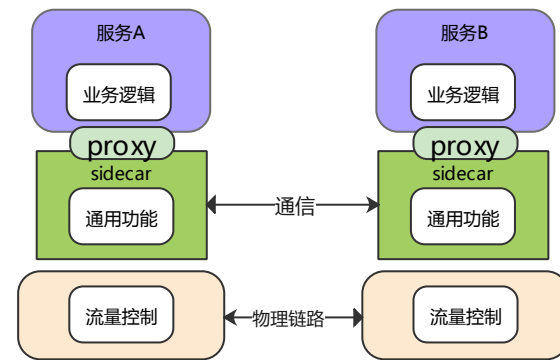 服务A
服务B
业务逻辑
业务逻辑
proxy
proxy
sidecar
sidecar
通用功能
通信
通用功能
流量控制
物理链路
流量控制